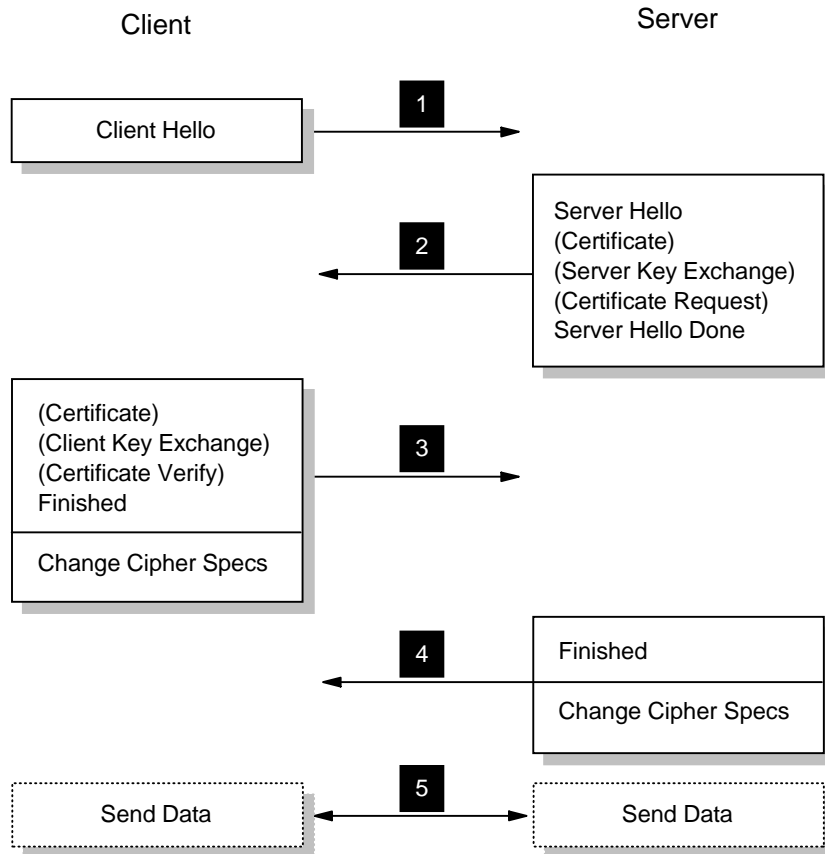 Client
Server
1
Client Hello
2
Server Hello
(Certificate)
(Server Key Exchange)
(Certificate Request)
Server Hello Done
(Certificate)
(Client Key Exchange)
(Certificate Verify)
Finished
Change Cipher Specs
3
4
Finished
Change Cipher Specs
5
Send Data
Send Data